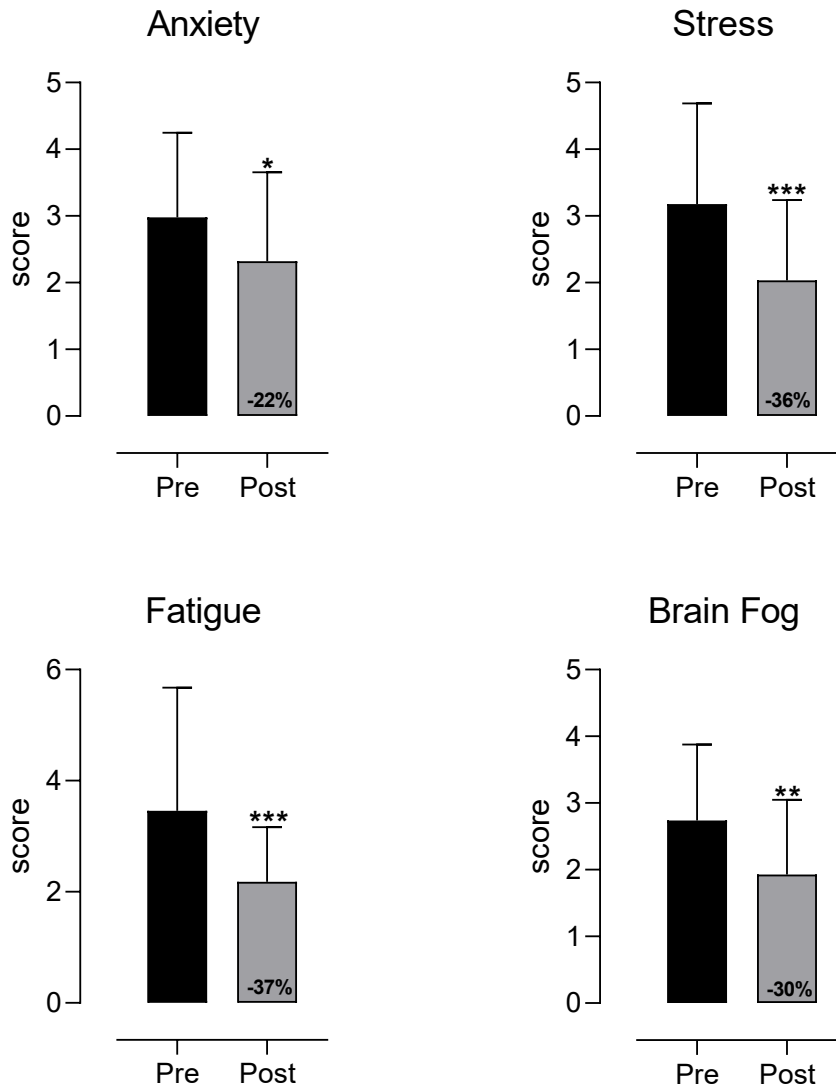 Anxiety
5
4
3
2
1
0
score
*
-22%
Pre Post
Stress
5
4
3
2
1
0
score
***
-36%
Pre Post
Fatigue
6
4
2
0
score
***
-37%
Pre Post
Brain Fog
5
4
3
2
1
0
score
**
-30%
Pre Post